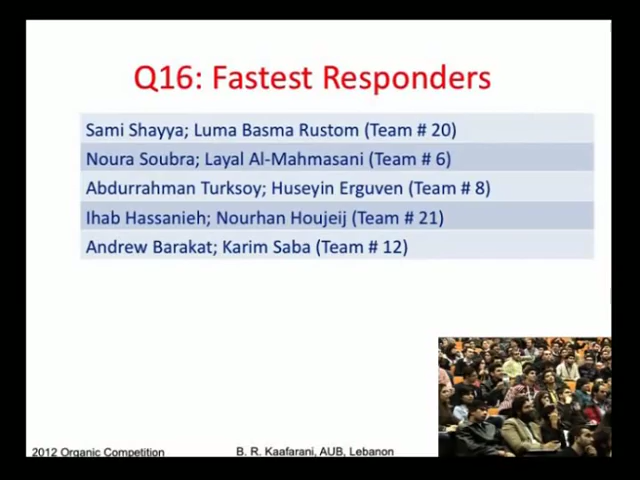 Q16: Fastest Responders
Sami Shayya; Luma Basma Rustom (Team # 20)
Noura Soubra; Layal Al-Mahmasani (Team # 6)
Abdurrahman Turksoy; Huseyin Erguven (Team # 8)
Ihab Hassanieh; Nourhan Houjeij (Team # 21)
Andrew Barakat; Karim Saba (Team # 12)
2012 Organic Competition
B. R. Kaafarani, AUB, Lebanon